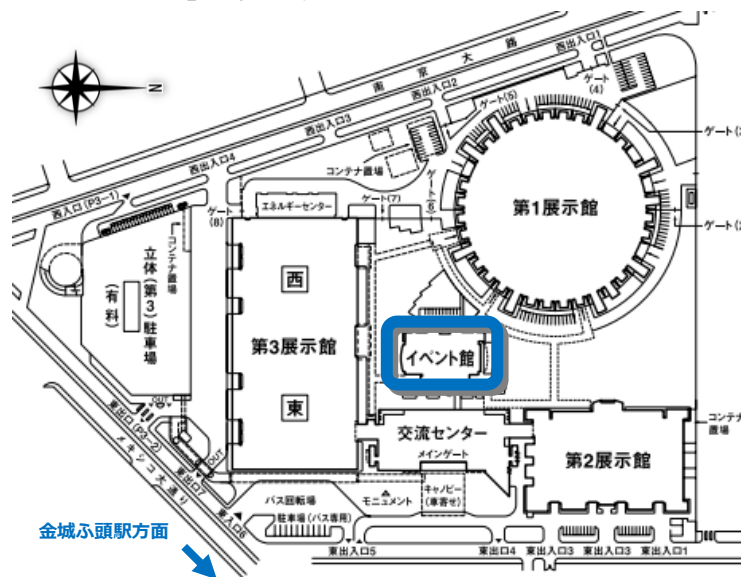 西出入口1
南京大路
西出入口2
ゲート
(4)
ゲート(5)
西出入口3
N
ゲート(
西出入口4
コンテナ置場
西入口(P3-1)
ゲート(7)
ゲート
(6)
エネルギーセンター
ゲート
(8)
第1展示館
ゲート(
コンテナ置場
立体(第3)駐車場
(有料)
西
第3展示館
イベント館
東
OUT
東出口(P3-2)
メキシコ大通り
交流センター
メインゲート
コンテナ
置場
第2展示館
OUT
東出口7
東入口6
バス回転場
モニュメント
キャノピー
(車寄せ)
駐車場(バス専用)
金城ふ頭駅方面
東出入口5
東出口4
東出入口3
東出入口3
東出入口1